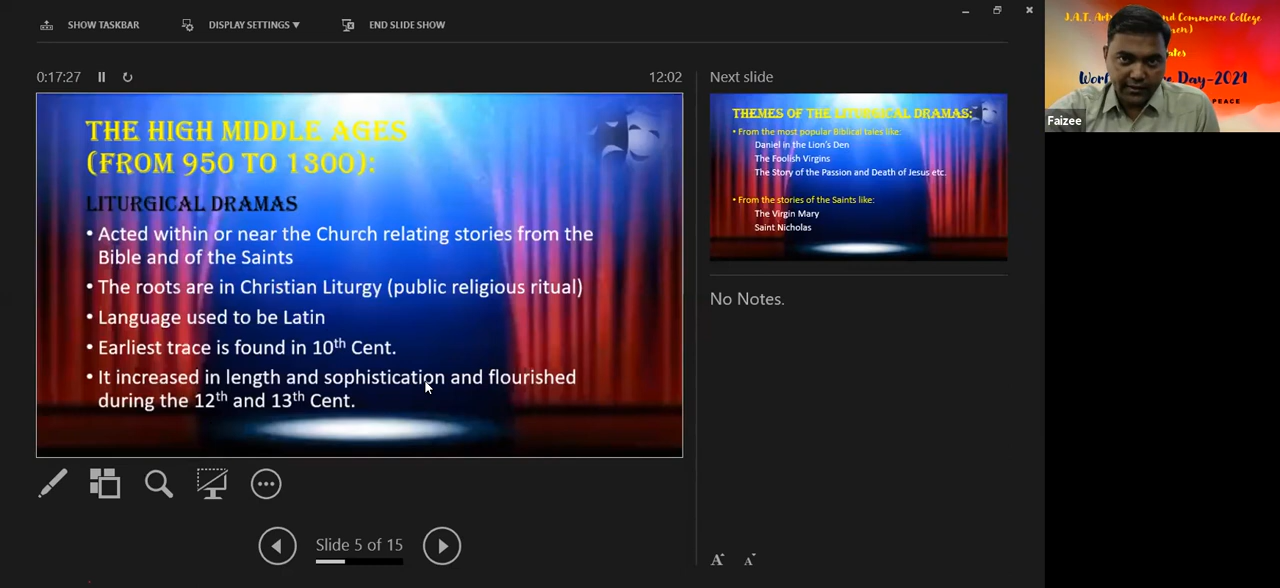 SHOW TASKBAR
DISPLAY SETTINGS
END SLIDE SHOW
0:17:27
12:02
THE HIGH MIDDLE AGES
(FROM 950 TO 1300):
LITURGICAL DRAMAS
• Acted within or near the Church relating stories from the
Bible and of the Saints
• The roots are in Christian Liturgy (public religious ritual)
• Language used to be Latin
• Earliest trace is found in 10th Cent.
• It increased in length and sophistication and flourished
during the 12th and 13th Cent.
Slide 5 of 15
Next slide
THEMES OF THE LITURGICAL DRAMAS:
• From the most popular Biblical tales like:
Daniel in the Lion's Den
The Foolish Virgins
The Story of the Passion and Death of Jesus etc.
• From the stories of the Saints like:
The Virgin Mary
Saint Nicholas
No Notes.
A A
J.A.T. and Commerce College
Day-2021
PEACE
Faizee